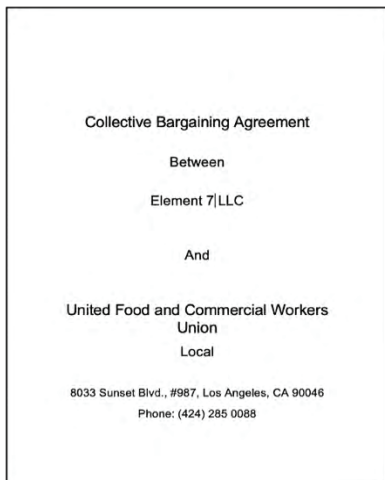 Collective Bargaining Agreement
Between
Element 7|LLC
And
United Food and Commercial Workers
Union
Local
8033 Sunset Blvd., #987, Los Angeles, CA 90046
Phone: (424) 285 0088